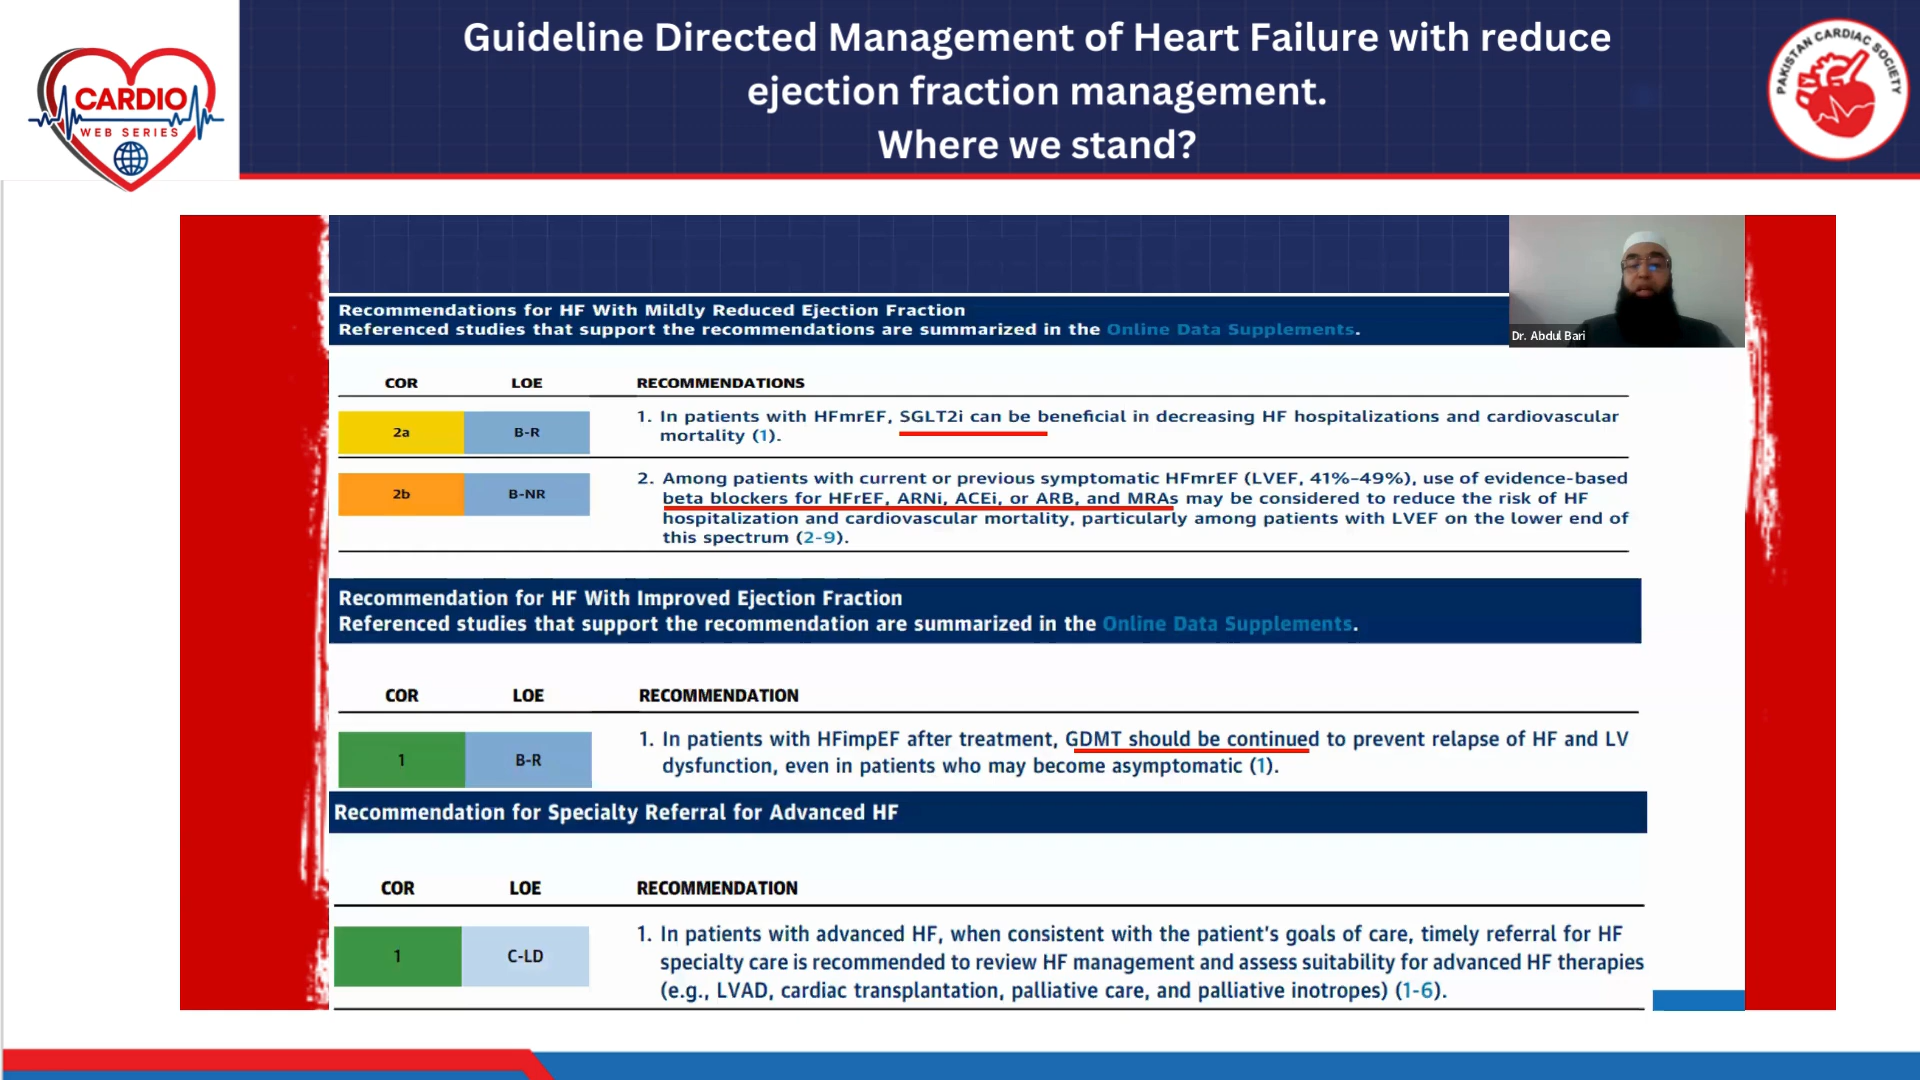 Guideline Directed Management of Heart Failure with reduce
ejection fraction management.
Where we stand?
CARDIO
WEB SERIES
PAKISTAN CARDIAC SOCIETY
Dr. Abdul Bari
Recommendations for HF With Mildly Reduced Ejection Fraction
Referenced studies that support the recommendations are summarized in the Online Data Supplements.
COR LOE RECOMMENDATIONS
2a B-R 1. In patients with HFmrEF, SGLT2i can be beneficial in decreasing HF hospitalizations and cardiovascular
mortality (1).
2b B-NR 2. Among patients with current or previous symptomatic HFmrEF (LVEF, 41%-49%), use of evidence-based
beta blockers for HFrEF, ARNi, ACEi, or ARB, and MRAs may be considered to reduce the risk of HF
hospitalization and cardiovascular mortality, particularly among patients with LVEF on the lower end of
this spectrum (2-9).
Recommendation for HF With Improved Ejection Fraction
Referenced studies that support the recommendation are summarized in the Online Data Supplements.
COR LOE RECOMMENDATION
1 B-R 1. In patients with HFimpEF after treatment, GDMT should be continued to prevent relapse of HF and LV
dysfunction, even in patients who may become asymptomatic (1).
Recommendation for Specialty Referral for Advanced HF
COR LOE RECOMMENDATION
1 C-LD 1. In patients with advanced HF, when consistent with the patient's goals of care, timely referral for HF
specialty care is recommended to review HF management and assess suitability for advanced HF therapies
(e.g., LVAD, cardiac transplantation, palliative care, and palliative inotropes) (1-6).